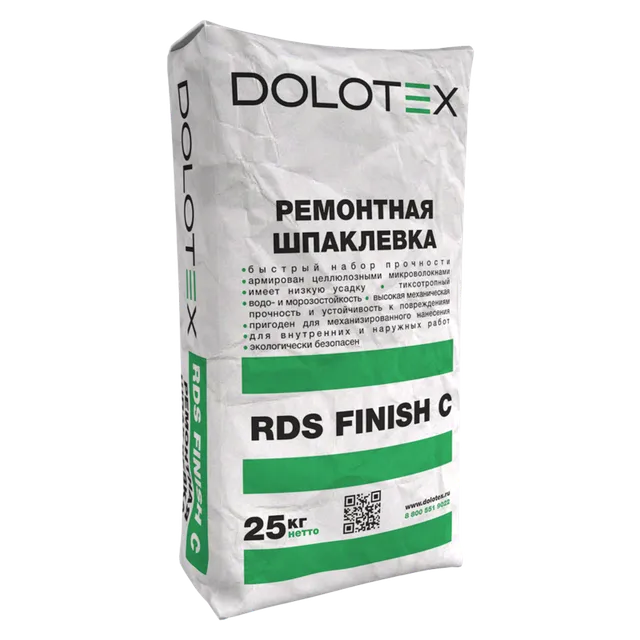 DOLOTEX
РЕМОНТНАЯ
ШПАКЛЕВКА
• быстрый набор прочности
• армирован целлюлозными микроволокнами
• имеет низкую усадку • тиксотропный
• водо- и морозостойкость • высокая механическая
прочность и устойчивость к повреждениям
• пригоден для механизированного нанесения
• для внутренних и наружных работ
• экологически безопасен
RDS FINISH C
25кг
нетто
www.dolotex.ru
8 800 551 9022
DOLOTEX
RDS FINISH C
РЕМОНТНАЯ